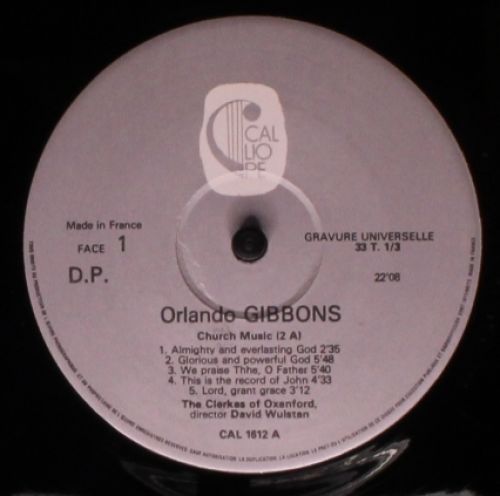 CAL
LIO
PE
Made in France
FACE 1
D.P.
GRAVURE UNIVERSELLE
33 T. 1/3
22'08
Orlando GIBBONS
Church Music (2 A)
1. Almighty and everlasting God 2'35
2. Glorious and powerful God 5'48
3. We praise Thhe, O Father 5'40
4. This is the record of John 4'33
5. Lord, grant grace 3'12
The Clerkes of Oxenford,
director David Wulstan
CAL 1612 A